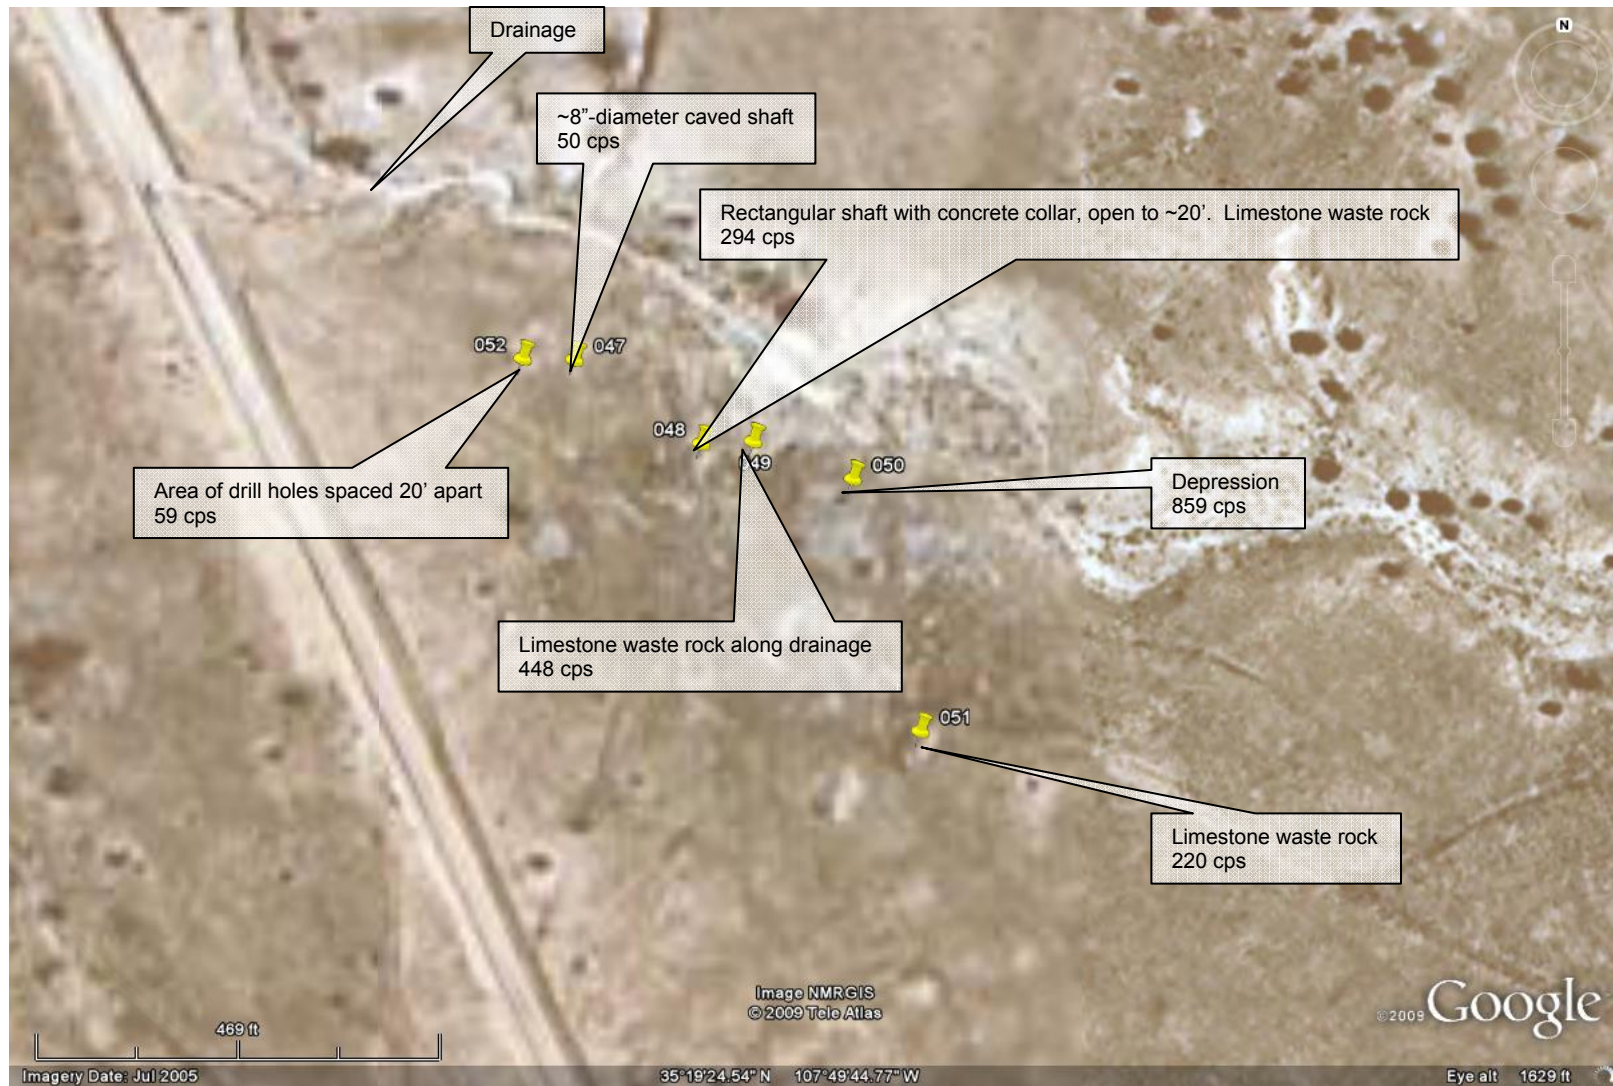 Drainage
N
~8”-diameter caved shaft
50 cps
Rectangular shaft with concrete collar, open to ~20’.  Limestone waste rock
294 cps
052
047
048
49
050
Area of drill holes spaced 20’ apart
59 cps
Depression
859 cps
Limestone waste rock along drainage
448 cps
051
Limestone waste rock
220 cps
Image NMRGIS
© 2009 Tele Atlas
©2009 Google
469 ft
Imagery Date: Jul 2005
35°19'24.54" N 107°49'44.77" W
Eye alt 1629 ft